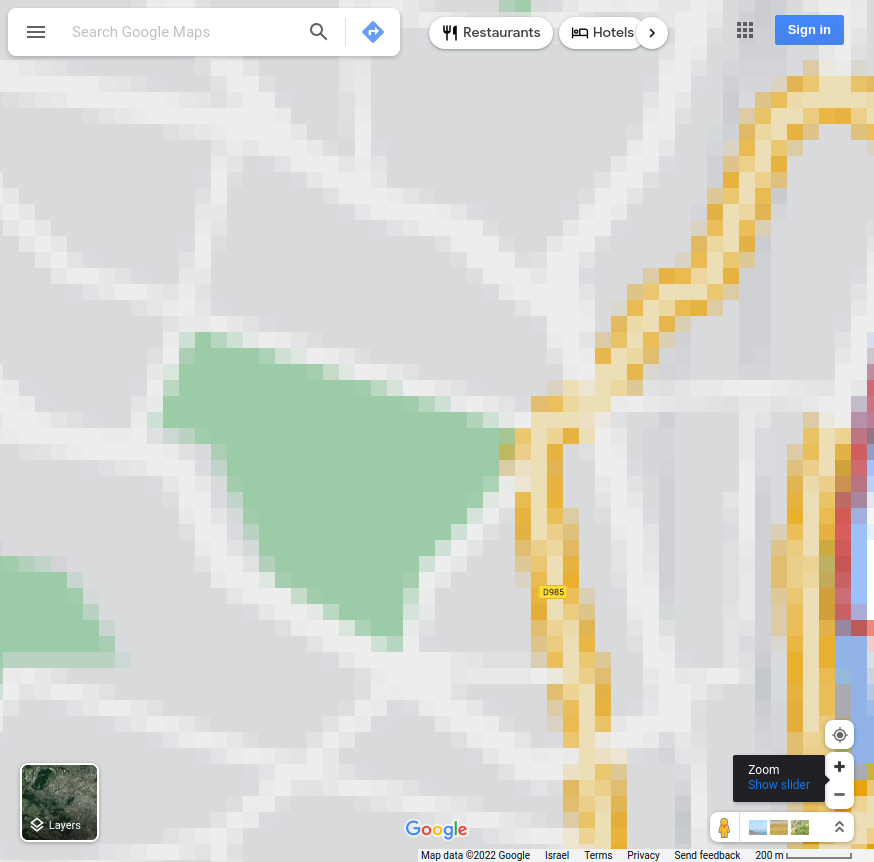 Search Google Maps
Restaurants
Hotels
Sign in
D985
Zoom
Show slider
Layers
Google
Map data ©2022 Google Israel Terms Privacy Send feedback 200 m